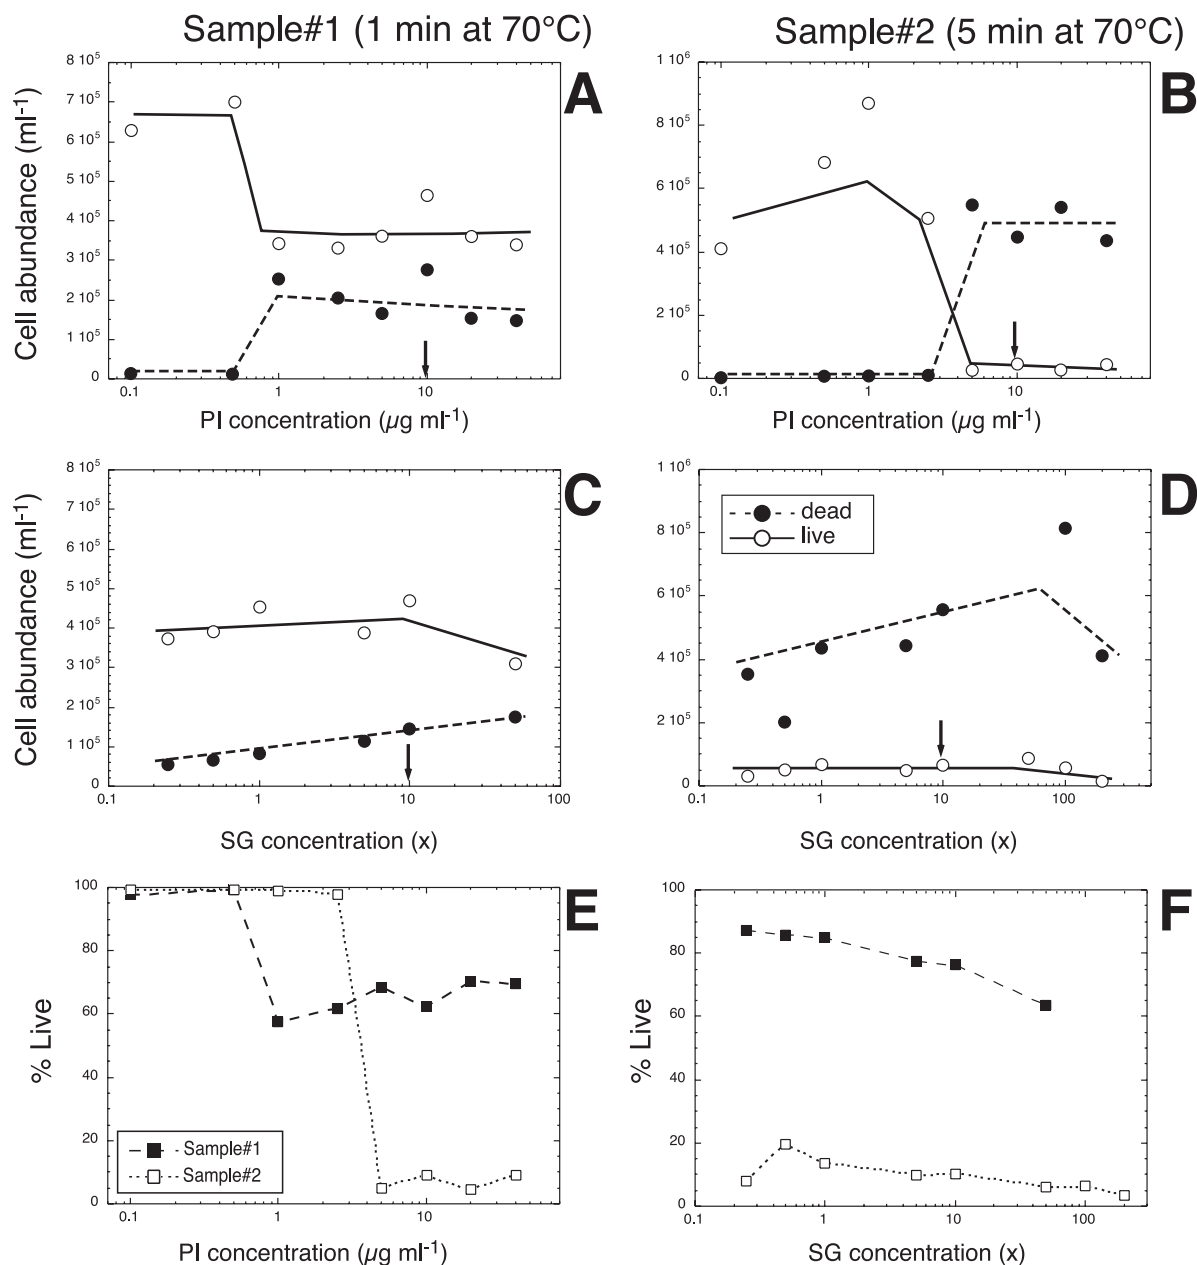 Sample#1 (1 min at 70°C)
Sample#2 (5 min at 70°C)
A
Cell abundance (ml-1)
8 10⁵
7 10⁵
6 10⁵
5 10⁵
4 10⁵
3 10⁵
2 10⁵
1 10⁵
0
0.1
1
10
PI concentration (µg ml-1)
B
1 10⁶
8 10⁵
6 10⁵
4 10⁵
2 10⁵
0
0.1
1
10
PI concentration (µg ml-1)
C
Cell abundance (ml-1)
8 10⁵
7 10⁵
6 10⁵
5 10⁵
4 10⁵
3 10⁵
2 10⁵
1 10⁵
0
0.1
1
10
100
SG concentration (x)
D
dead
live
1 10⁶
8 10⁵
6 10⁵
4 10⁵
2 10⁵
0
0.1
1
10
100
SG concentration (x)
E
% Live
100
80
60
40
20
0
Sample#1
Sample#2
0.1
1
10
PI concentration (µg ml-1)
F
% Live
100
80
60
40
20
0
0.1
1
10
100
SG concentration (x)